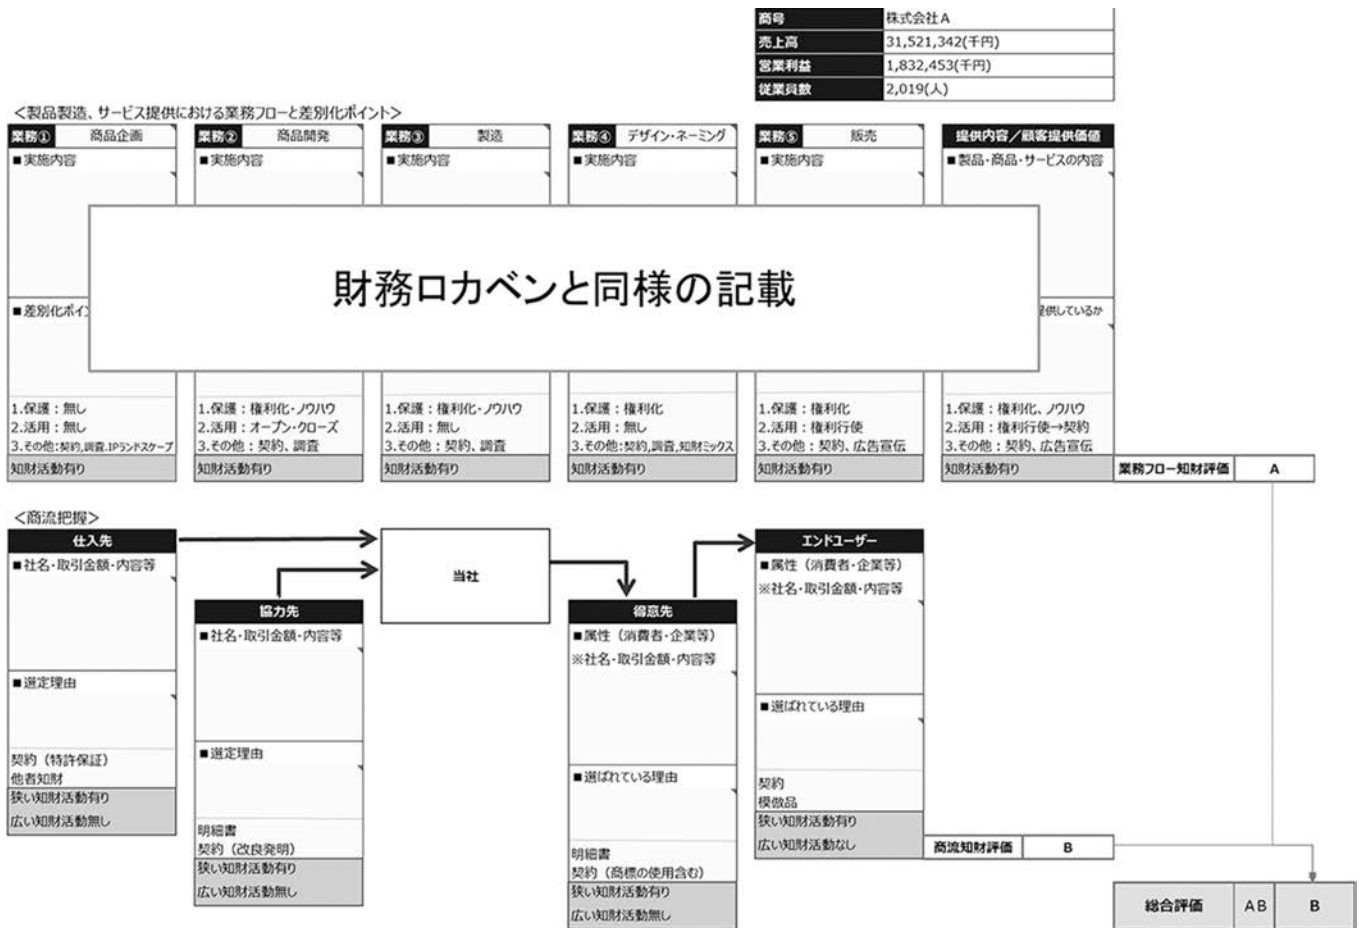 商号 株式会社A
売上高 31,521,342(千円)
営業利益 1,832,453(千円)
従業員数 2,019(人)
＜製品製造、サービス提供における業務フローと差別化ポイント＞
業務① 商品企画
■実施内容
■差別化ポイン
1.保護：無し
2.活用：無し
3.その他:契約,調査.IPランドスケープ
知財活動有り
業務② 商品開発
■実施内容
1.保護：権利化・ノウハウ
2.活用：オープン・クローズ
3.その他：契約、調査
知財活動有り
業務③ 製造
■実施内容
1.保護：権利化・ノウハウ
2.活用：無し
3.その他：契約、調査
知財活動有り
業務④ デザイン・ネーミング
■実施内容
1.保護：権利化
2.活用：無し
3.その他:契約,調査,知財ミックス
知財活動有り
業務⑤ 販売
■実施内容
1.保護：権利化
2.活用：権利行使
3.その他：契約、広告宣伝
知財活動有り
提供内容／顧客提供価値
■製品・商品・サービスの内容
提供しているか
1.保護：権利化、ノウハウ
2.活用：権利行使→契約
3.その他：契約、広告宣伝
知財活動有り
財務ロカベンと同様の記載
業務フロー知財評価 A
＜商流把握＞
仕入先
■社名・取引金額・内容等
■選定理由
契約（特許保証）
他者知財
狭い知財活動有り
広い知財活動無し
協力先
■社名・取引金額・内容等
■選定理由
明細書
契約（改良発明）
狭い知財活動有り
広い知財活動無し
当社
得意先
■属性（消費者・企業等）
※社名・取引金額・内容等
■選ばれている理由
明細書
契約（商標の使用含む）
狭い知財活動有り
広い知財活動無し
エンドユーザー
■属性（消費者・企業等）
※社名・取引金額・内容等
■選ばれている理由
契約
模倣品
狭い知財活動有り
広い知財活動なし
商流知財評価 B
総合評価 AB B